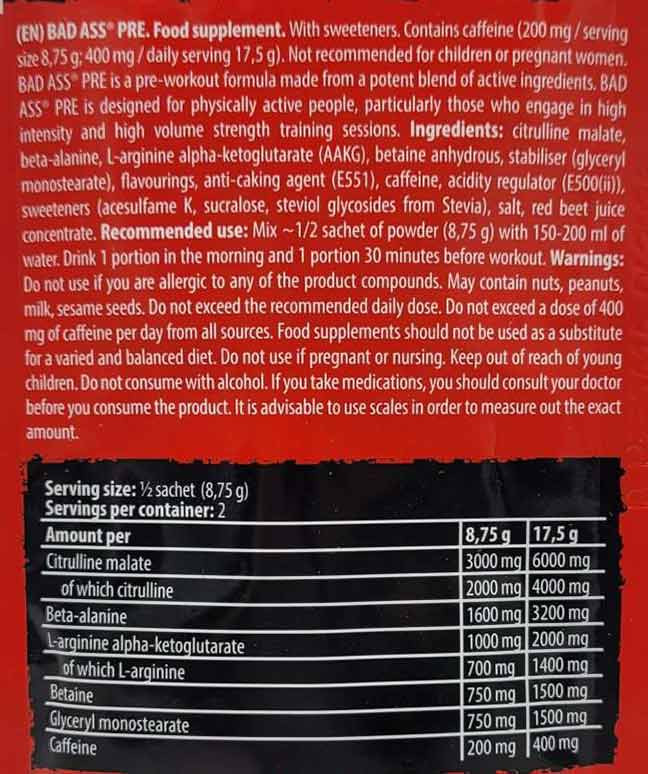 (EN) BAD ASS® PRE. Food supplement. With sweeteners. Contains caffeine (200 mg / serving
size 8,75 g; 400 mg / daily serving 17,5 g). Not recommended for children or pregnant women.
BAD ASS® PRE is a pre-workout formula made from a potent blend of active ingredients. BAD
ASS® PRE is designed for physically active people, particularly those who engage in high
intensity and high volume strength training sessions. Ingredients: citrulline malate,
beta-alanine, L-arginine alpha-ketoglutarate (AAKG), betaine anhydrous, stabiliser (glyceryl
monostearate), flavourings, anti-caking agent (E551), caffeine, acidity regulator (E500(ii)),
sweeteners (acesulfame K, sucralose, steviol glycosides from Stevia), salt, red beet juice
concentrate. Recommended use: Mix ~1/2 sachet of powder (8,75 g) with 150-200 ml of
water. Drink 1 portion in the morning and 1 portion 30 minutes before workout. Warnings:
Do not use if you are allergic to any of the product compounds. May contain nuts, peanuts,
milk, sesame seeds. Do not exceed the recommended daily dose. Do not exceed a dose of 400
mg of caffeine per day from all sources. Food supplements should not be used as a substitute
for a varied and balanced diet. Do not use if pregnant or nursing. Keep out of reach of young
children. Do not consume with alcohol. If you take medications, you should consult your doctor
before you consume the product. It is advisable to use scales in order to measure out the exact
amount.
Serving size: ½ sachet (8,75 g)
Servings per container: 2
Amount per 8,75 g 17,5 g
Citrulline malate 3000 mg 6000 mg
of which citrulline 2000 mg 4000 mg
Beta-alanine 1600 mg 3200 mg
L-arginine alpha-ketoglutarate 1000 mg 2000 mg
of which L-arginine 700 mg 1400 mg
Betaine 750 mg 1500 mg
Glyceryl monostearate 750 mg 1500 mg
Caffeine 200 mg 400 mg